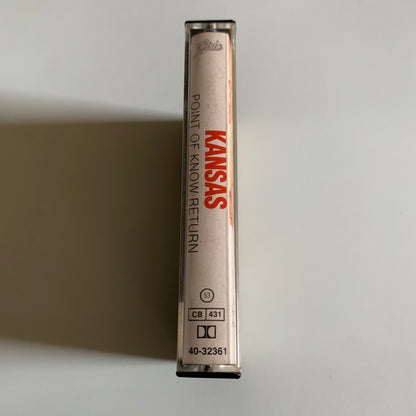 Epic
KANSAS
POINT OF KNOW RETURN
53
CB 431
40-32361